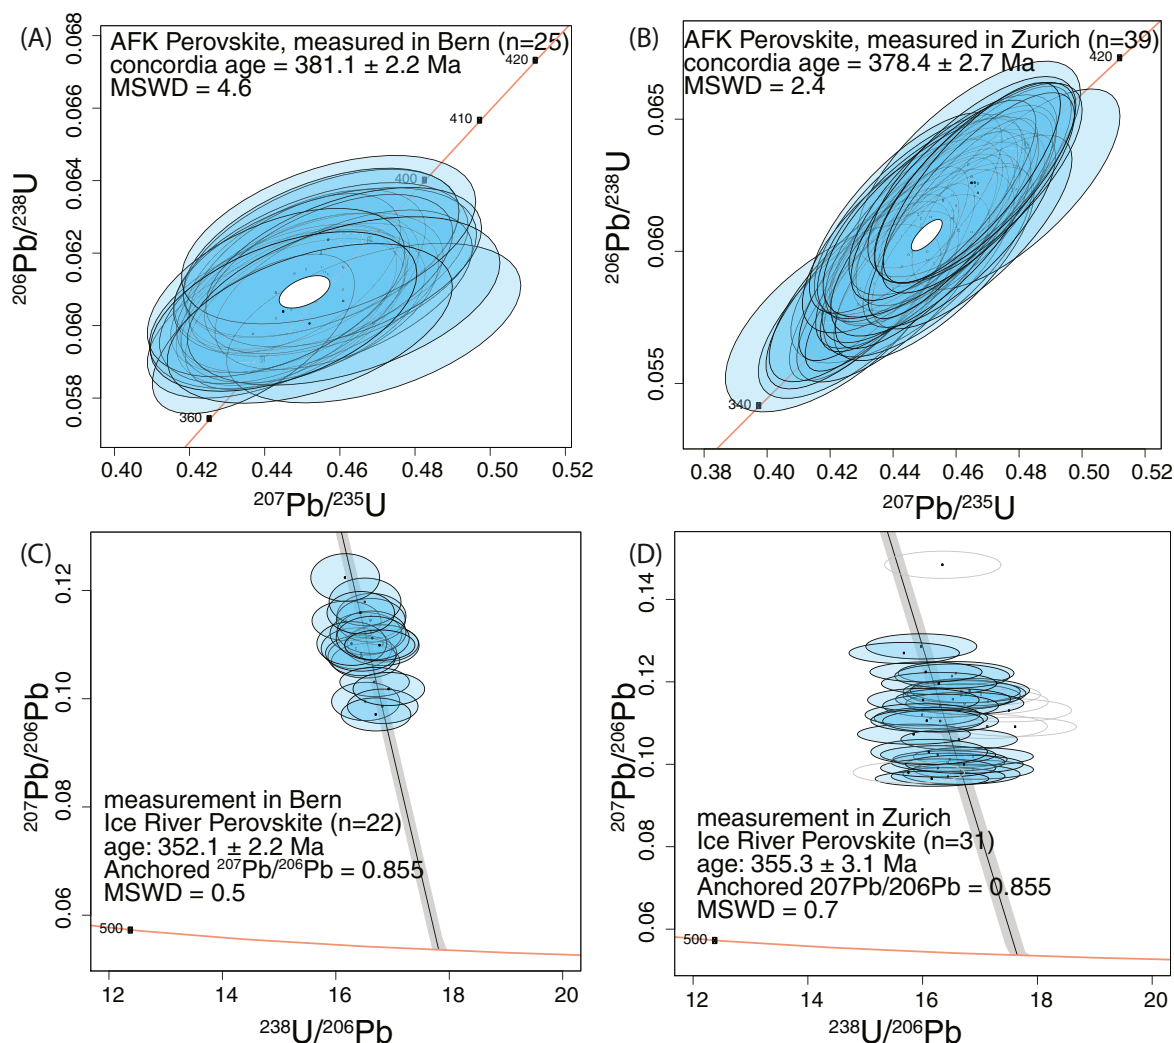 (A)
AFK Perovskite, measured in Bern (n=25)
concordia age = 381.1 ± 2.2 Ma
MSWD = 4.6
420
410
400
360
0.068
0.066
0.064
0.062
0.060
0.058
206Pb/238U
0.40 0.42 0.44 0.46 0.48 0.50 0.52
207Pb/235U
(B)
AFK Perovskite, measured in Zurich (n=39)
concordia age = 378.4 ± 2.7 Ma
MSWD = 2.4
420
340
0.065
0.060
0.055
206Pb/238U
0.38 0.40 0.42 0.44 0.46 0.48 0.50 0.52
207Pb/235U
(C)
0.12
0.10
0.08
0.06
207Pb/206Pb
measurement in Bern
Ice River Perovskite (n=22)
age: 352.1 ± 2.2 Ma
Anchored 207Pb/206Pb = 0.855
MSWD = 0.5
500
12 14 16 18 20
238U/206Pb
(D)
0.14
0.12
0.10
0.08
0.06
207Pb/206Pb
measurement in Zurich
Ice River Perovskite (n=31)
age: 355.3 ± 3.1 Ma
Anchored 207Pb/206Pb = 0.855
MSWD = 0.7
500
12 14 16 18 20
238U/206Pb